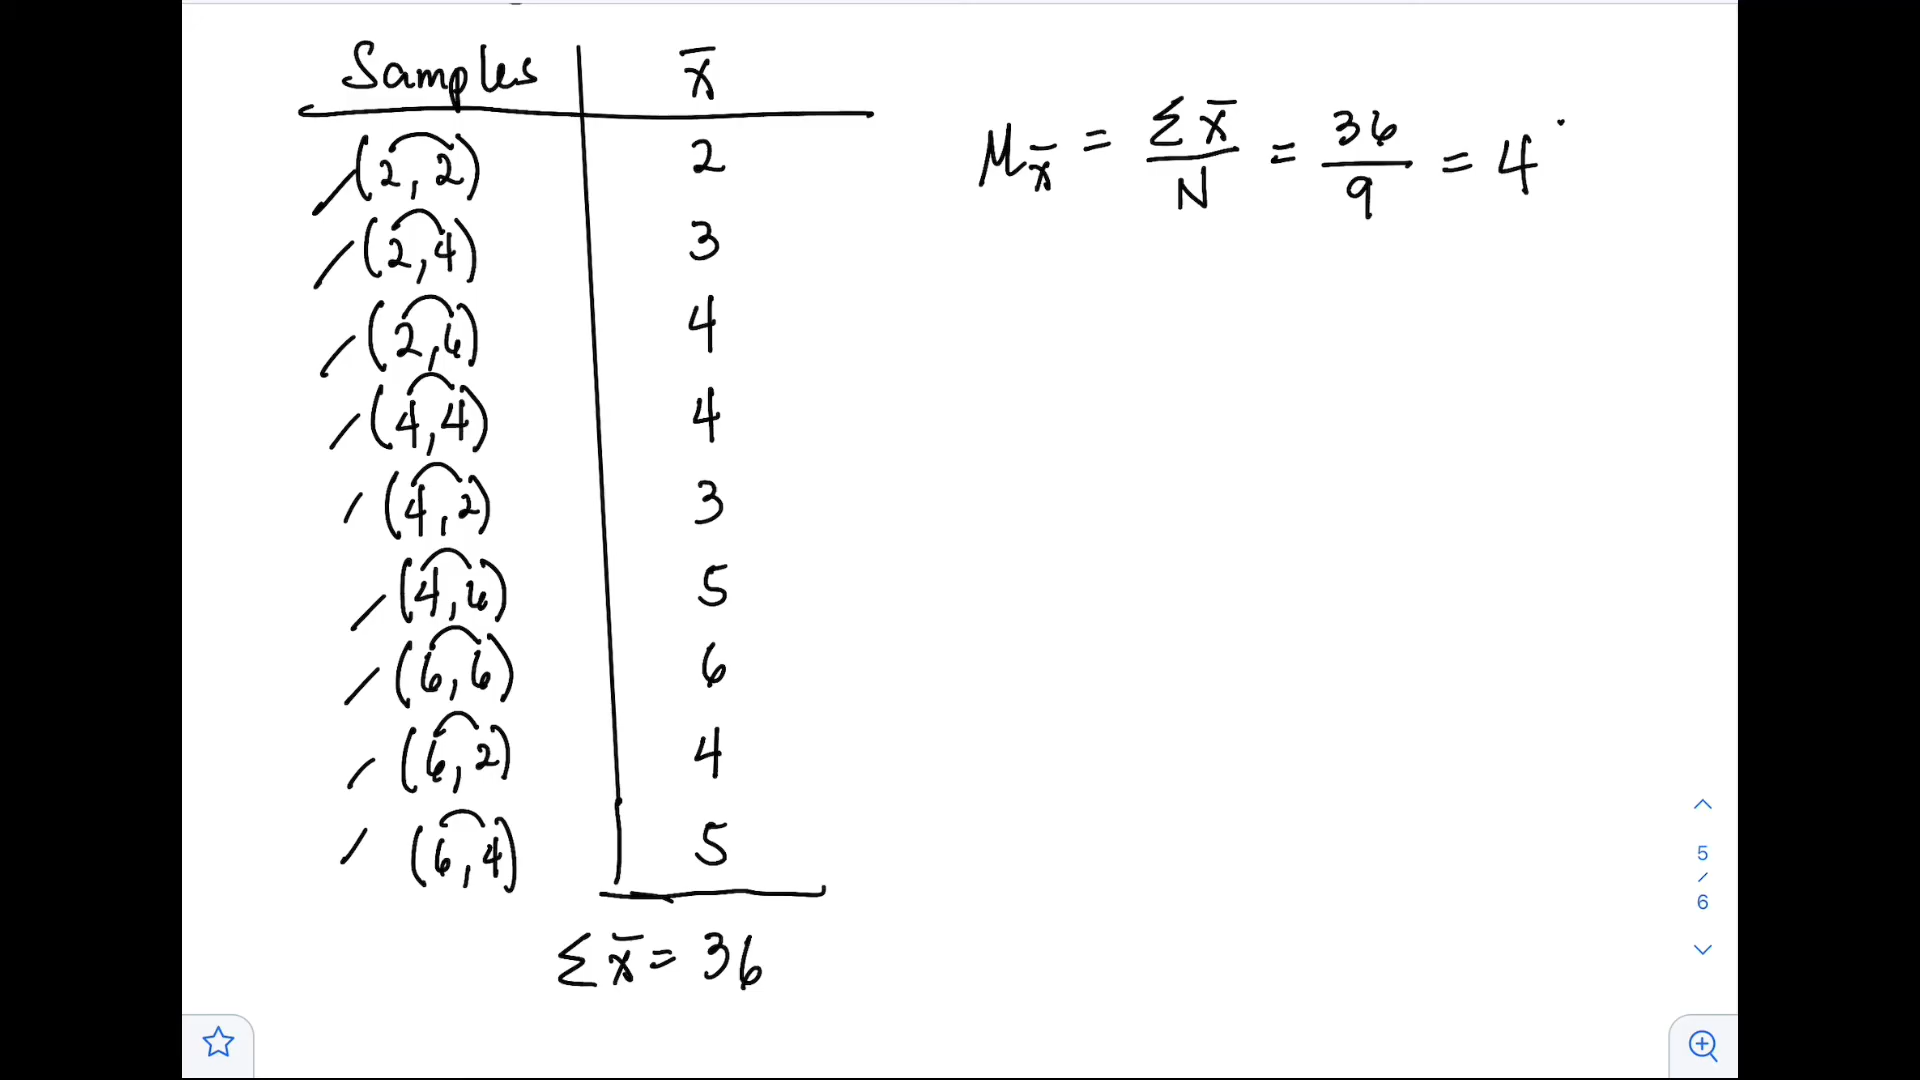 Samples x̄
(2, 2) 2
(2,4) 3
(2,6) 4
(4,4) 4
(4,2) 3
(4,6) 5
(6,6) 6
(6,2) 4
(6,4) 5
Σx̄ = 36
Mx̄ = Σx̄/N = 36/9 = 4
5
/
6